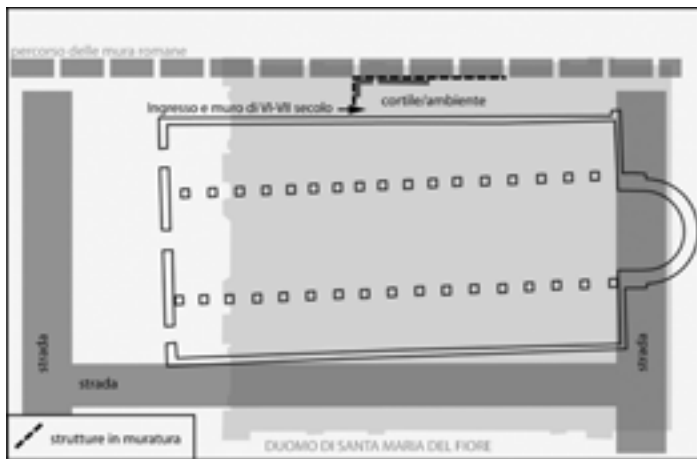 percorso delle mura romane
Ingresso e muro di VI-VII secolo
cortile/ambiente
strada
strada
strada
strutture in muratura
DUOMO DI SANTA MARIA DEL FIORE